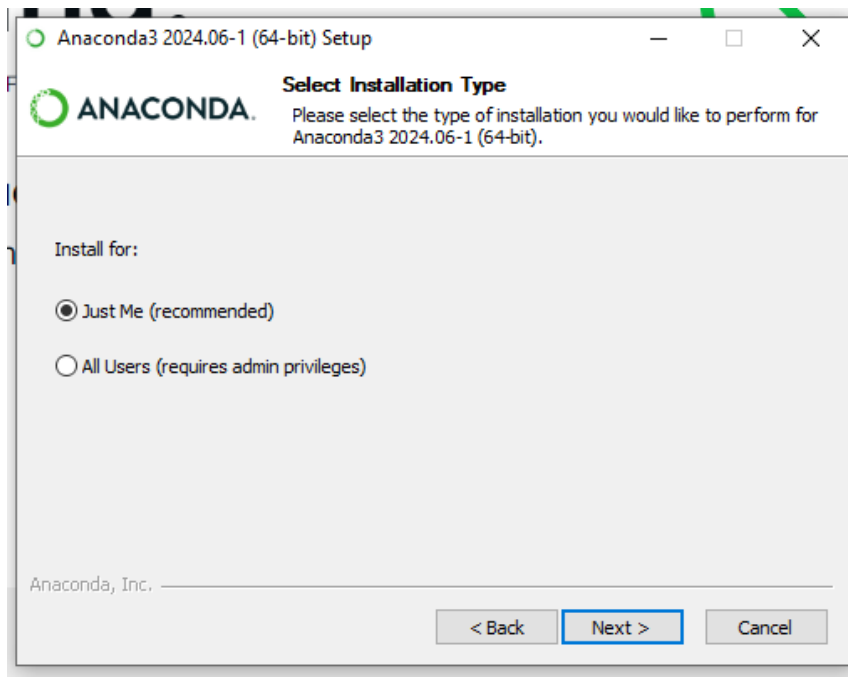 Anaconda3 2024.06-1 (64-bit) Setup
ANACONDA.
Select Installation Type
Please select the type of installation you would like to perform for
Anaconda3 2024.06-1 (64-bit).
Install for:
Just Me (recommended)
All Users (requires admin privileges)
Anaconda, Inc.
< Back
Next >
Cancel